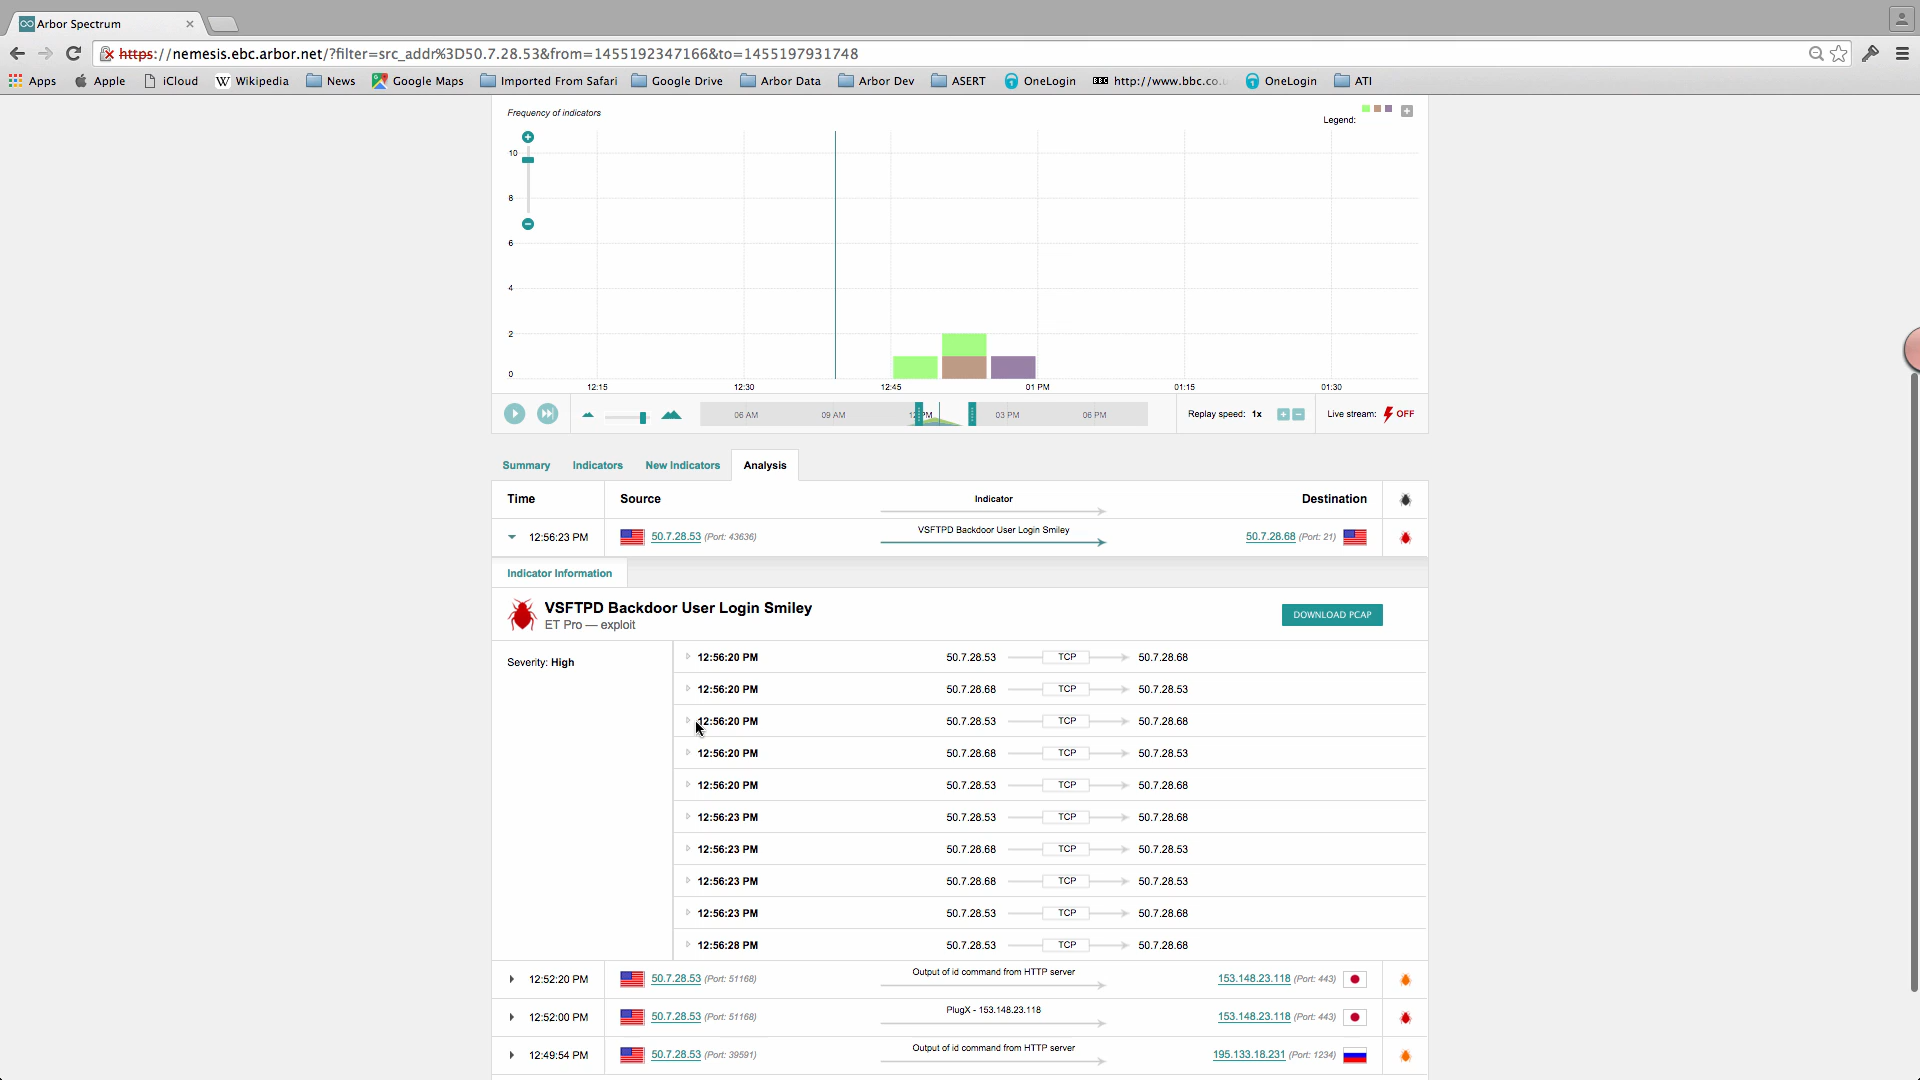 Arbor Spectrum
https://nemesis.ebc.arbor.net/?filter=src_addr%3D50.7.28.53&from=1455192347166&to=1455197931748
Apps Apple iCloud Wikipedia News Google Maps Imported From Safari Google Drive Arbor Data Arbor Dev ASERT OneLogin http://www.bbc.co.u OneLogin ATI
Frequency of indicators
Legend:
10
8
6
4
2
0
12:15 12:30 12:45 01 PM 01:15 01:30
06 AM 09 AM 12 PM 03 PM 06 PM Replay speed: 1x Live stream: OFF
Summary Indicators New Indicators Analysis
Time Source Indicator Destination
12:56:23 PM 50.7.28.53 (Port: 43636) VSFTPD Backdoor User Login Smiley 50.7.28.68 (Port: 21)
Indicator Information
VSFTPD Backdoor User Login Smiley
ET Pro — exploit
DOWNLOAD PCAP
Severity: High
12:56:20 PM 50.7.28.53 TCP 50.7.28.68
12:56:20 PM 50.7.28.68 TCP 50.7.28.53
12:56:20 PM 50.7.28.53 TCP 50.7.28.68
12:56:20 PM 50.7.28.68 TCP 50.7.28.53
12:56:20 PM 50.7.28.53 TCP 50.7.28.68
12:56:23 PM 50.7.28.53 TCP 50.7.28.68
12:56:23 PM 50.7.28.68 TCP 50.7.28.53
12:56:23 PM 50.7.28.68 TCP 50.7.28.53
12:56:23 PM 50.7.28.53 TCP 50.7.28.68
12:56:28 PM 50.7.28.53 TCP 50.7.28.68
12:52:20 PM 50.7.28.53 (Port: 51168) Output of id command from HTTP server 153.148.23.118 (Port: 443)
12:52:00 PM 50.7.28.53 (Port: 51168) PlugX - 153.148.23.118 153.148.23.118 (Port: 443)
12:49:54 PM 50.7.28.53 (Port: 39591) Output of id command from HTTP server 195.133.18.231 (Port: 1234)